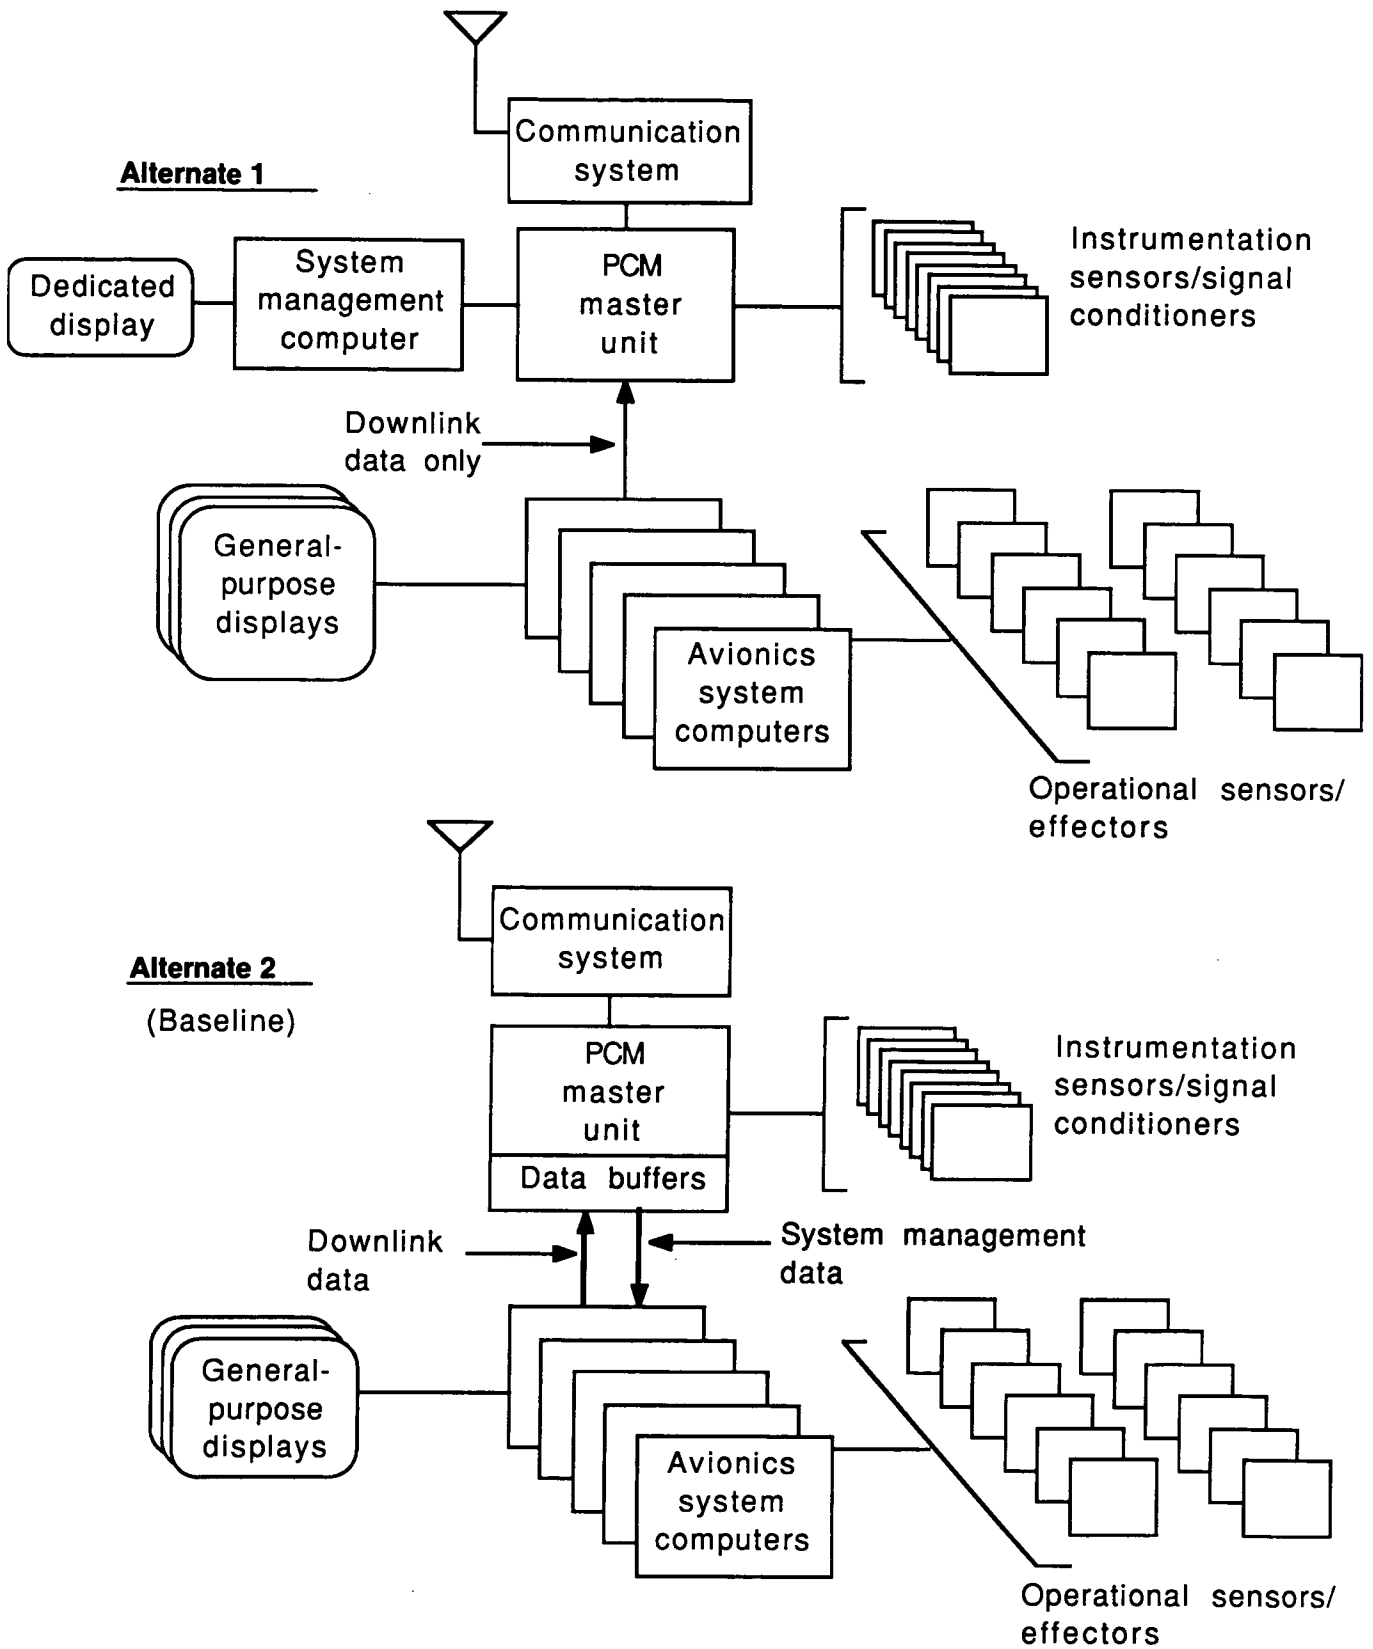 Communication
system
Alternate 1
Dedicated
display
System
management
computer
PCM
master
unit
Instrumentation
sensors/signal
conditioners
Downlink
data only
General-
purpose
displays
Avionics
system
computers
Operational sensors/
effectors
Communication
system
Alternate 2
(Baseline)
PCM
master
unit
Data buffers
Instrumentation
sensors/signal
conditioners
Downlink
data
System management
data
General-
purpose
displays
Avionics
system
computers
Operational sensors/
effectors